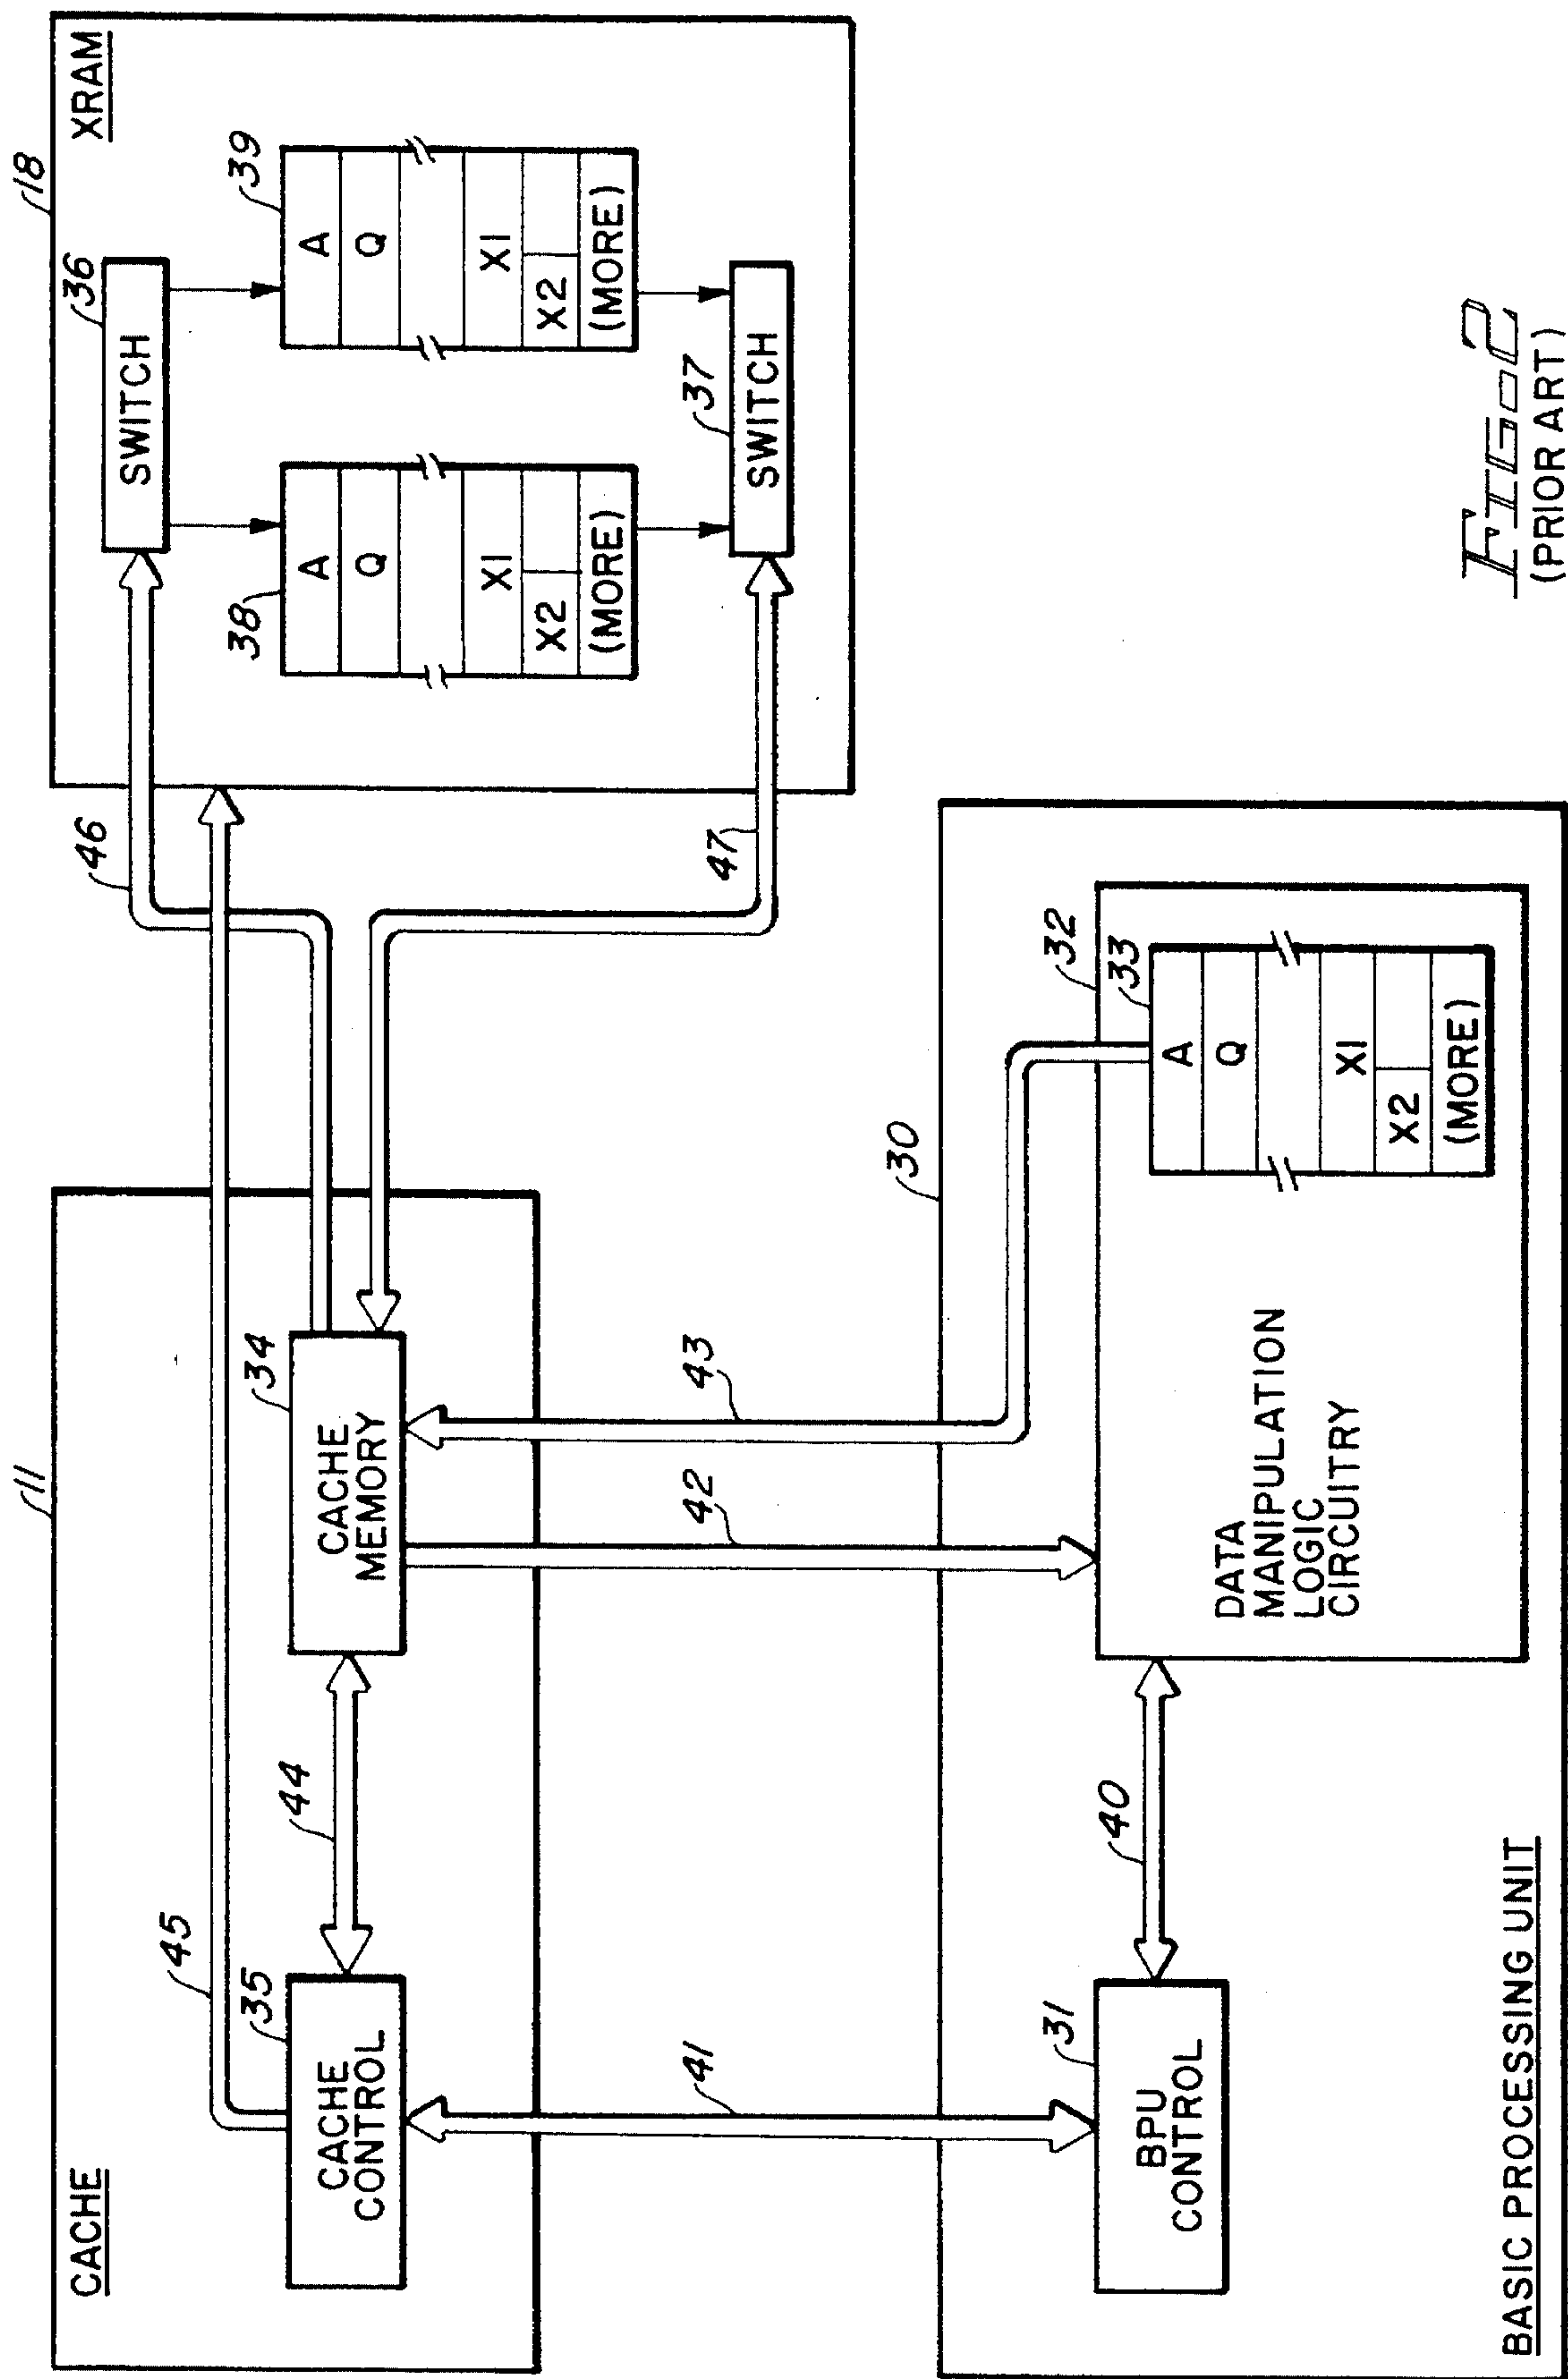 CACHE
11
45
35
CACHE
CONTROL
44
34
CACHE
MEMORY
46
47
18
XRAM
36
SWITCH
38
A
Q
X1
X2
(MORE)
39
A
Q
X1
X2
(MORE)
37
SWITCH
41
42
43
30
31
BPU
CONTROL
40
32
33
A
Q
X1
X2
(MORE)
DATA
MANIPULATION
LOGIC
CIRCUITRY
BASIC PROCESSING UNIT
FIG-2
(PRIOR ART)